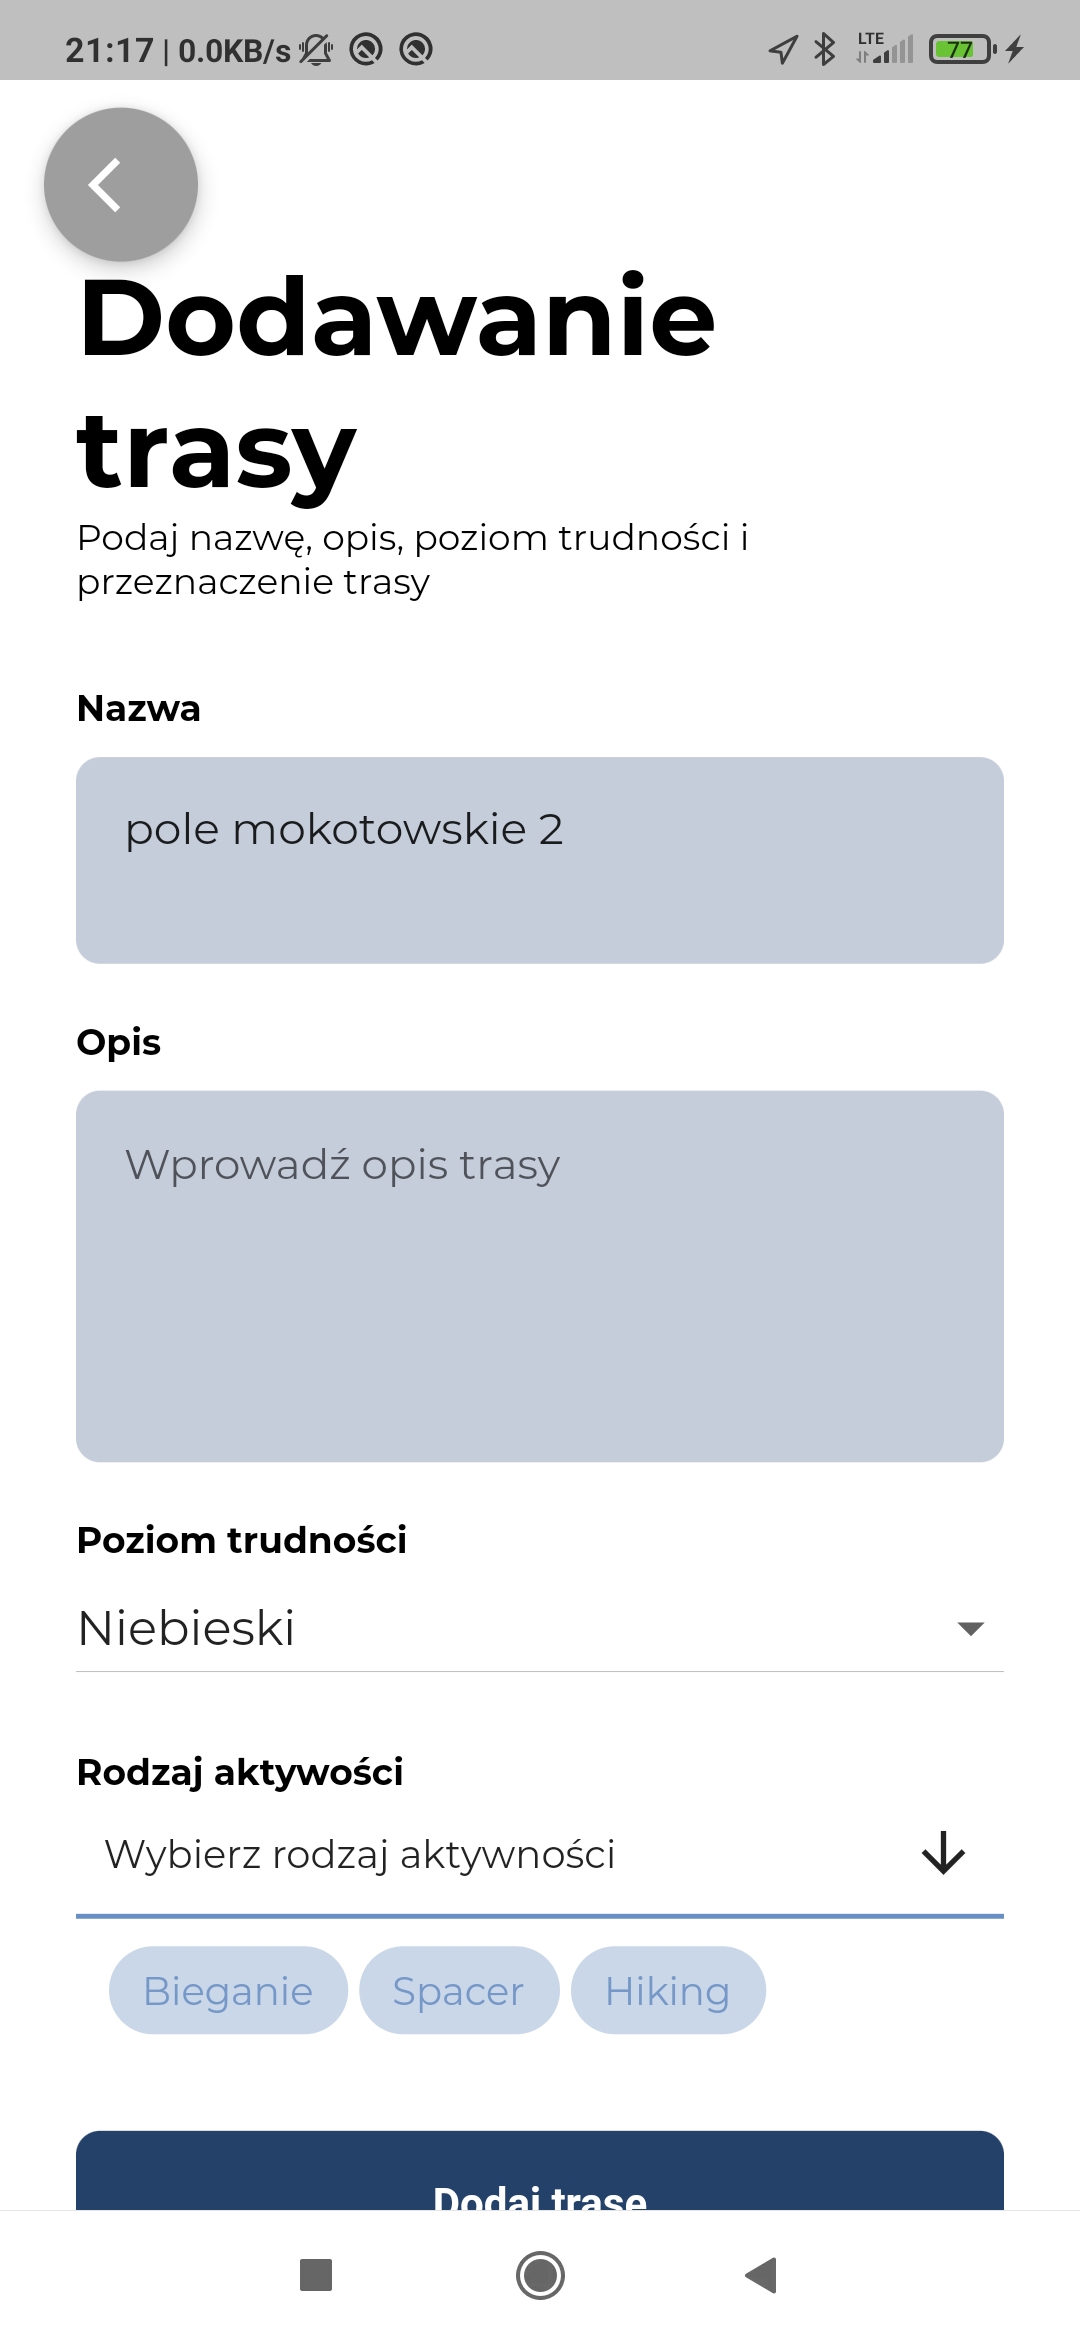 21:17 | 0.0KB/s LTE 77
Dodawanie
trasy
Podaj nazwę, opis, poziom trudności i
przeznaczenie trasy
Nazwa
pole mokotowskie 2
Opis
Wprowadź opis trasy
Poziom trudności
Niebieski
Rodzaj aktywości
Wybierz rodzaj aktywności
Bieganie Spacer Hiking
Dodaj trasę